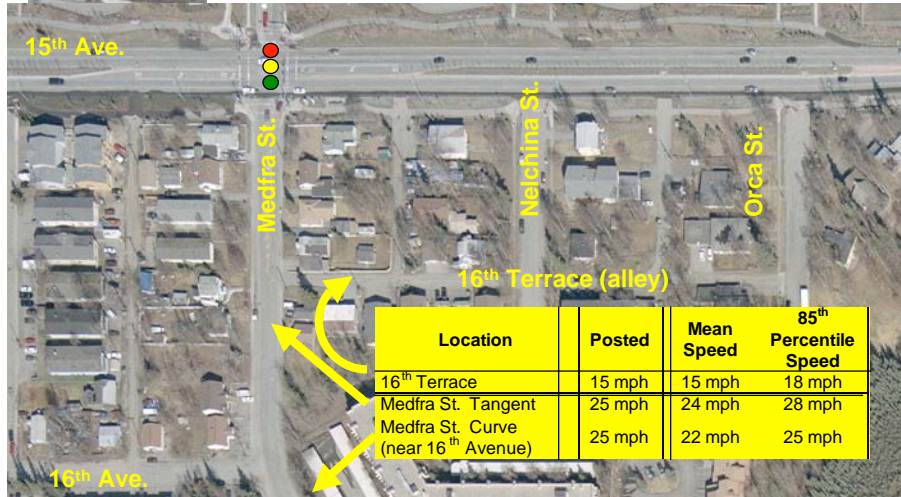 15th Ave.
Medfra St.
Nelchina St.
Orca St.
16th Terrace (alley)
Location Posted Mean Speed 85th Percentile Speed
16th Terrace 15 mph 15 mph 18 mph
Medfra St. Tangent 25 mph 24 mph 28 mph
Medfra St. Curve (near 16th Avenue) 25 mph 22 mph 25 mph
16th Ave.